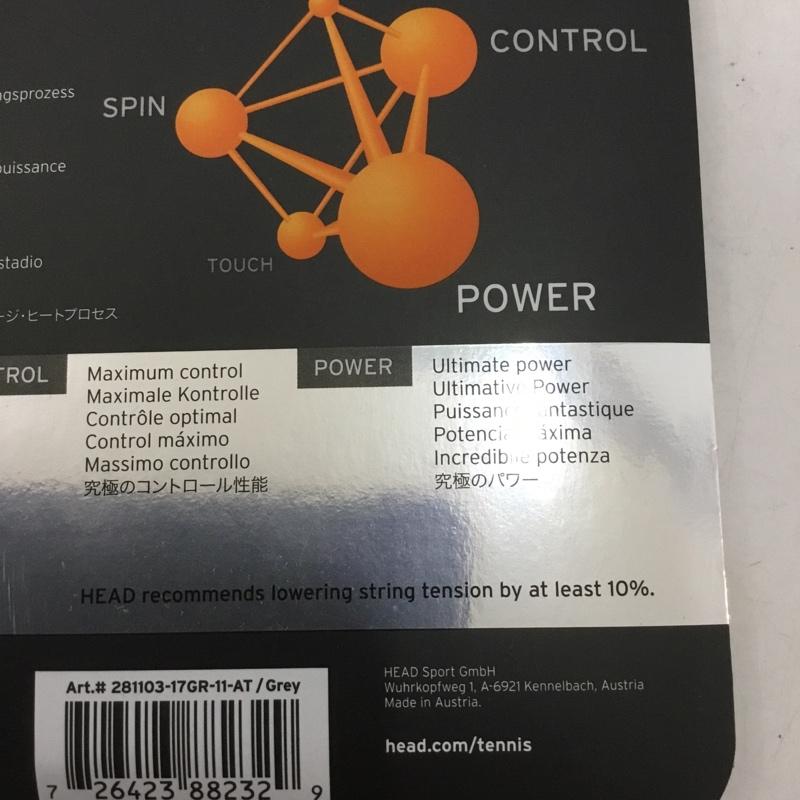 CONTROL
ngsprozess
SPIN
puissance
stadio
TOUCH
POWER
ージ・ヒートプロセス
TROL
Maximum control
Maximale Kontrolle
Contrôle optimal
Control máximo
Massimo controllo
究極のコントロール性能
POWER
Ultimate power
Ultimative Power
Puissan ntastique
Potencia áxima
Incredibile potenza
究極のパワー
HEAD recommends lowering string tension by at least 10%.
Art.# 281103-17GR-11-AT / Grey
7 26423 88232 9
HEAD Sport GmbH
Wuhrkopfweg 1, A-6921 Kennelbach, Austria
Made in Austria.
head.com/tennis